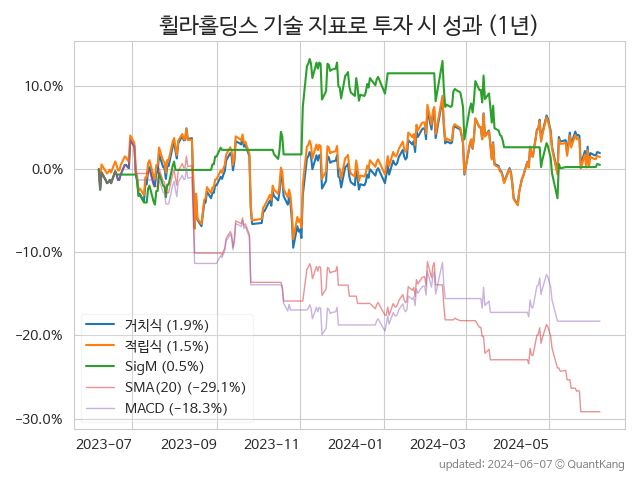 휠라홀딩스 기술 지표로 투자 시 성과 (1년)
10.0%
0.0%
−10.0%
−20.0%
−30.0%
거치식 (1.9%)
적립식 (1.5%)
SigM (0.5%)
SMA(20) (−29.1%)
MACD (−18.3%)
2023-07 2023-09 2023-11 2024-01 2024-03 2024-05
updated: 2024-06-07 © QuantKang